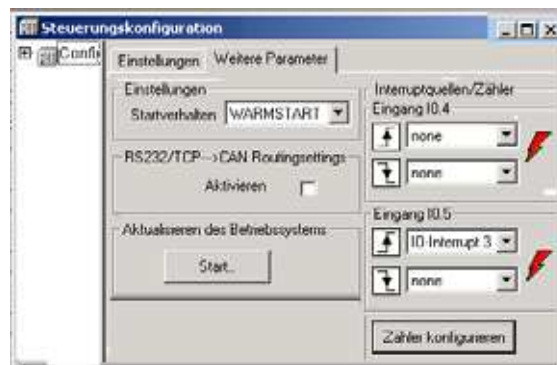 Steuerungskonfiguration
Confi
Einstellungen
Weitere Parameter
Einstellungen
Startverhalten WARMSTART
RS232/TCP-->CAN Routingsettings
Aktivieren
Aktualisieren des Betriebssystems
Start...
Interruptquellen/Zähler
Eingang I0.4
none
none
Eingang I0.5
IO-Interrupt 3
none
Zähler konfigurieren